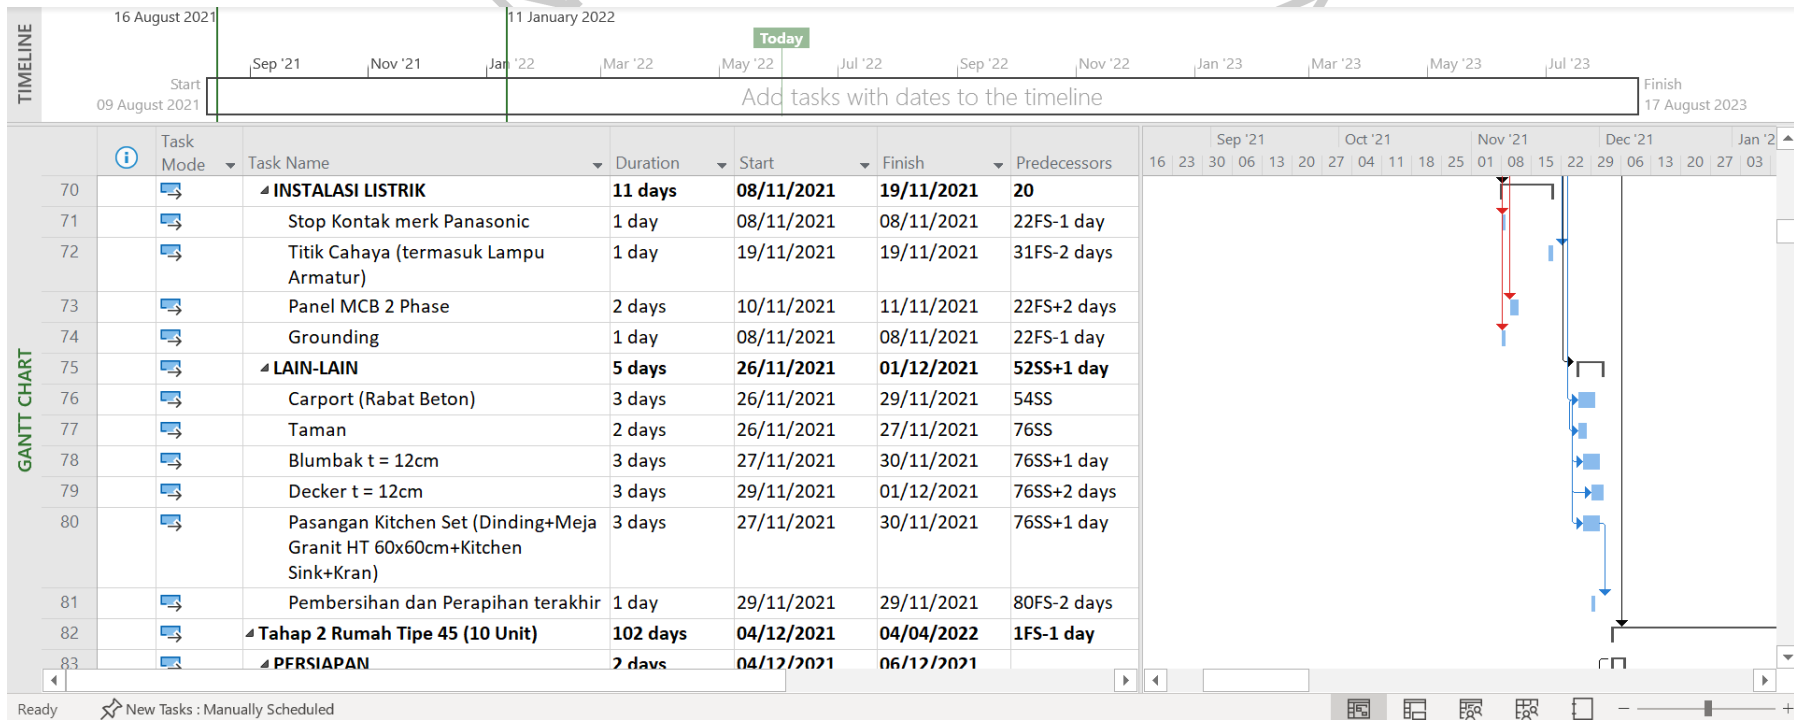 16 August 2021
11 January 2022
Today
Sep '21 Nov '21 Jan '22 Mar '22 May '22 Jul '22 Sep '22 Nov '22 Jan '23 Mar '23 May '23 Jul '23
Start
09 August 2021
Add tasks with dates to the timeline
Finish
17 August 2023
TIMELINE
GANTT CHART
Task Mode Task Name Duration Start Finish Predecessors
Sep '21 Oct '21 Nov '21 Dec '21 Jan '2
16 23 30 06 13 20 27 04 11 18 25 01 08 15 22 29 06 13 20 27 03
70 INSTALASI LISTRIK 11 days 08/11/2021 19/11/2021 20
71 Stop Kontak merk Panasonic 1 day 08/11/2021 08/11/2021 22FS-1 day
72 Titik Cahaya (termasuk Lampu 1 day 19/11/2021 19/11/2021 31FS-2 days
Armatur)
73 Panel MCB 2 Phase 2 days 10/11/2021 11/11/2021 22FS+2 days
74 Grounding 1 day 08/11/2021 08/11/2021 22FS-1 day
75 LAIN-LAIN 5 days 26/11/2021 01/12/2021 52SS+1 day
76 Carport (Rabat Beton) 3 days 26/11/2021 29/11/2021 54SS
77 Taman 2 days 26/11/2021 27/11/2021 76SS
78 Blumbak t = 12cm 3 days 27/11/2021 30/11/2021 76SS+1 day
79 Decker t = 12cm 3 days 29/11/2021 01/12/2021 76SS+2 days
80 Pasangan Kitchen Set (Dinding+Meja 3 days 27/11/2021 30/11/2021 76SS+1 day
Granit HT 60x60cm+Kitchen
Sink+Kran)
81 Pembersihan dan Perapihan terakhir 1 day 29/11/2021 29/11/2021 80FS-2 days
82 Tahap 2 Rumah Tipe 45 (10 Unit) 102 days 04/12/2021 04/04/2022 1FS-1 day
83 PERSIAPAN 2 days 04/12/2021 06/12/2021
Ready New Tasks : Manually Scheduled